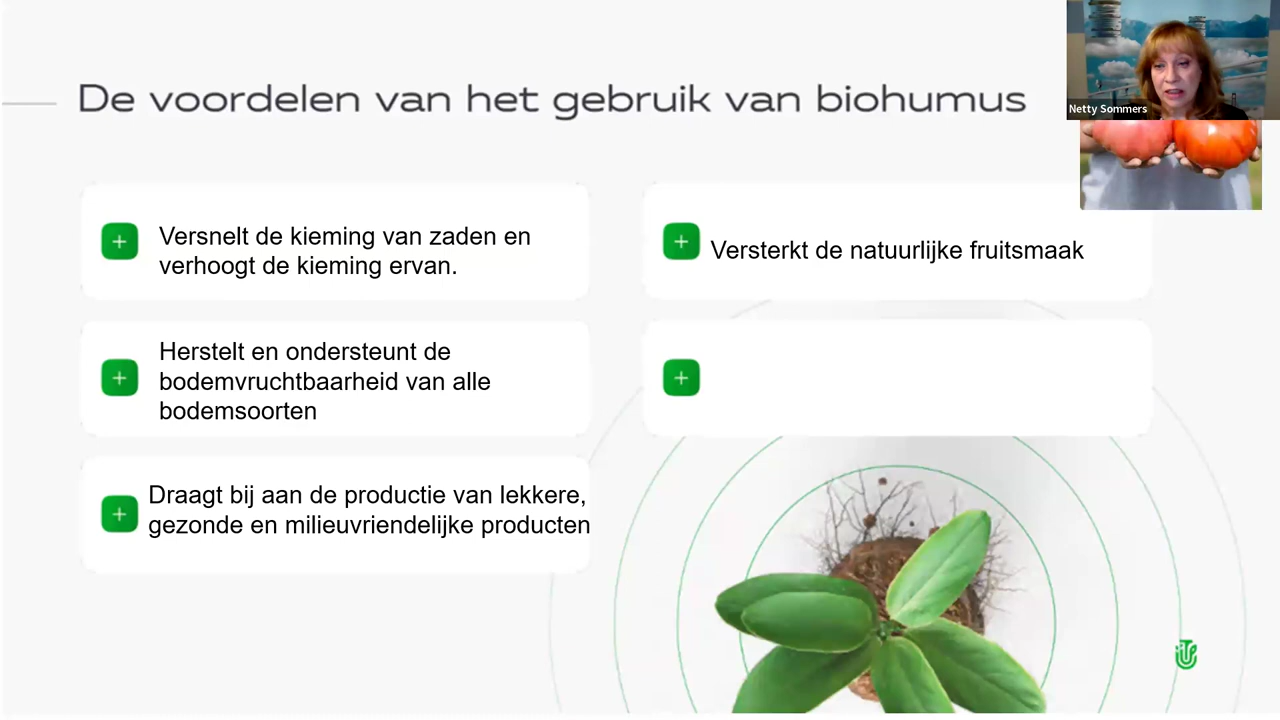 De voordelen van het gebruik van biohumus
Netty Sommers
Versnelt de kieming van zaden en
verhoogt de kieming ervan.
Versterkt de natuurlijke fruitsmaak
Herstelt en ondersteunt de
bodemvruchtbaarheid van alle
bodemsoorten
Draagt bij aan de productie van lekkere,
gezonde en milieuvriendelijke producten